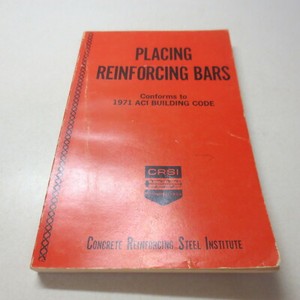 PLACING
REINFORCING BARS
Conforms to
1971 ACI BUILDING CODE
CRSI
CONCRETE REINFORCING STEEL INSTITUTE